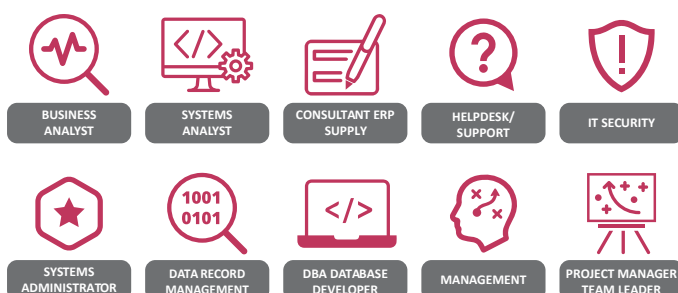 BUSINESS
ANALYST
</>
SYSTEMS
ANALYST
CONSULTANT ERP
SUPPLY
?
HELPDESK/
SUPPORT
!
IT SECURITY
SYSTEMS
ADMINISTRATOR
1001
0101
DATA RECORD
MANAGEMENT
</>
DBA DATABASE
DEVELOPER
MANAGEMENT
PROJECT MANAGER
TEAM LEADER